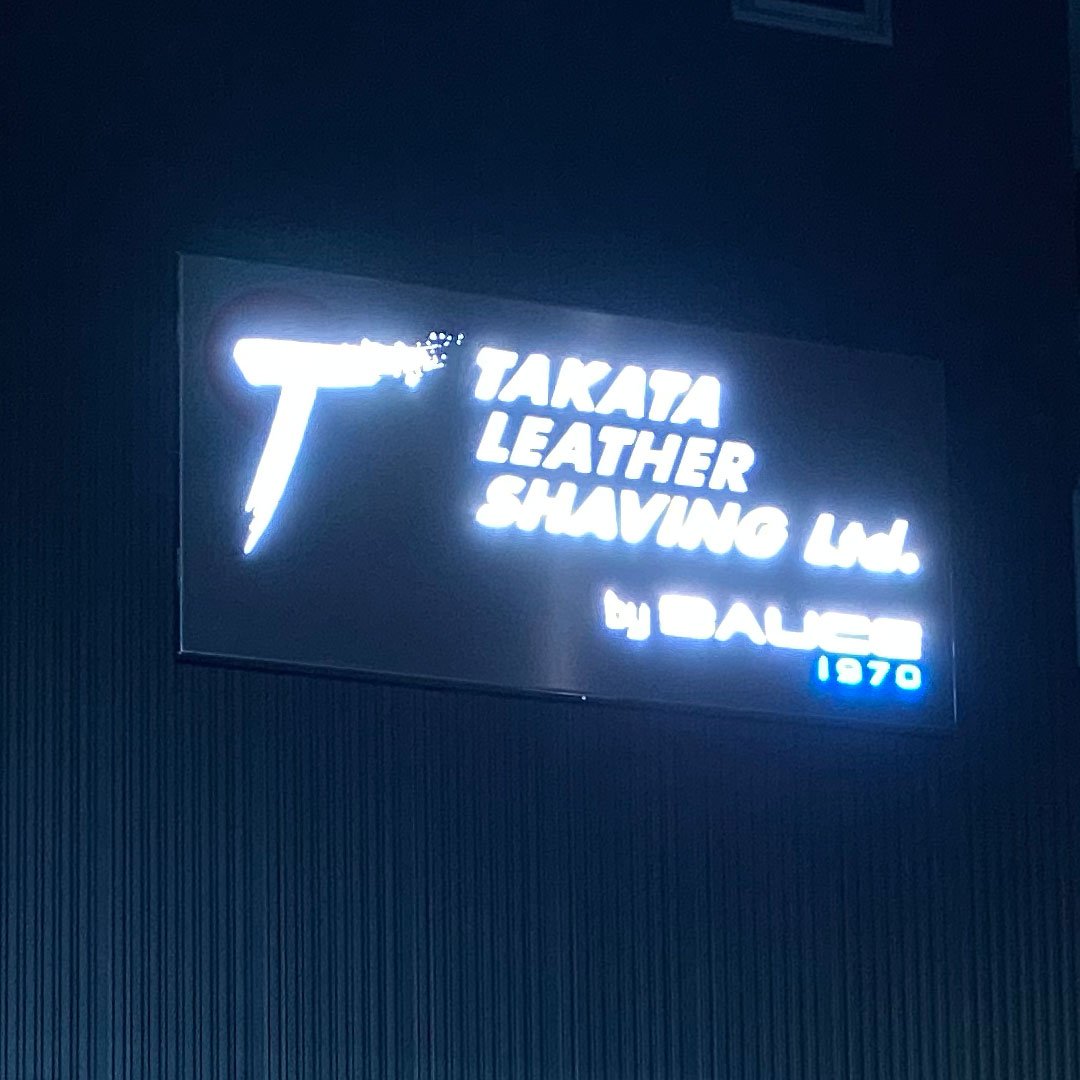 T
TAKATA
LEATHER
SHAVING Ltd.
by SAUCE
1970